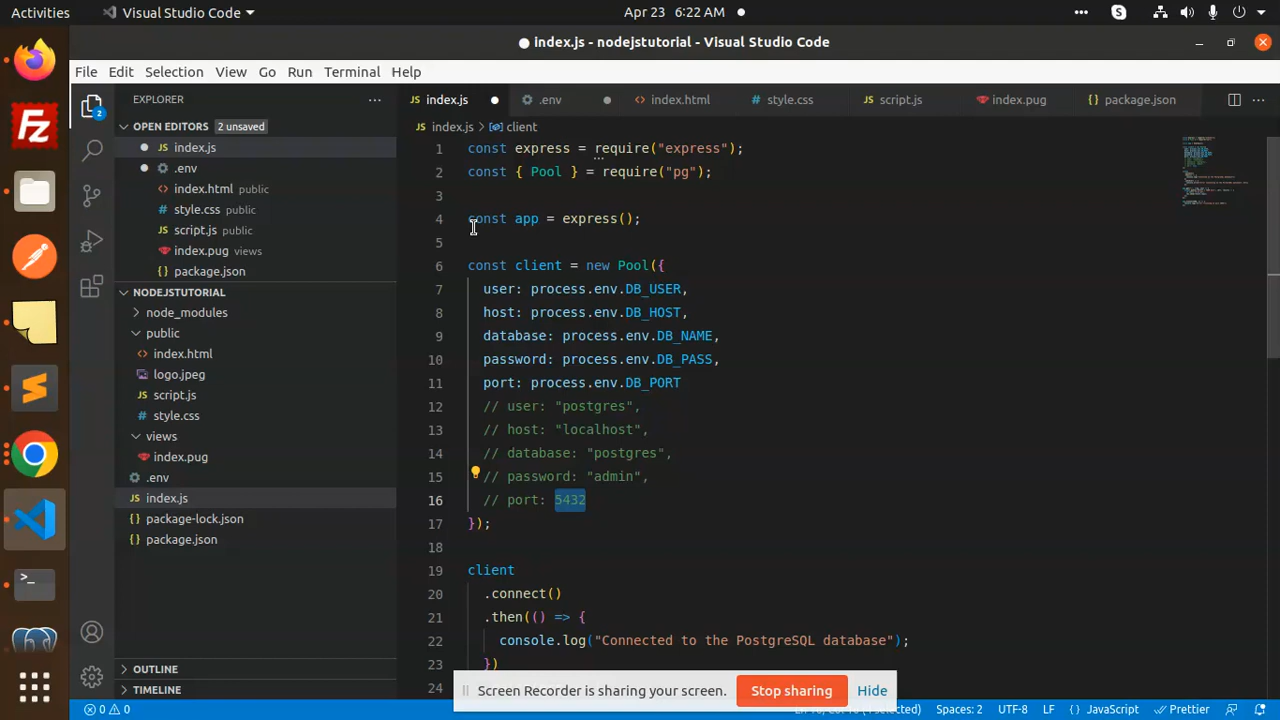 Activities
Visual Studio Code
Apr 23 6:22 AM
index.js - nodejstutorial - Visual Studio Code
File Edit Selection View Go Run Terminal Help
EXPLORER
OPEN EDITORS 2 unsaved
JS index.js
.env
index.html public
# style.css public
JS script.js public
index.pug views
{ } package.json
NODEJSTUTORIAL
node_modules
public
index.html
logo.jpeg
JS script.js
# style.css
views
index.pug
.env
JS index.js
{ } package-lock.json
{ } package.json
OUTLINE
TIMELINE
JS index.js
.env
index.html
# style.css
JS script.js
index.pug
{ } package.json
JS index.js > client
1 const express = require("express");
2 const { Pool } = require("pg");
3
4 const app = express();
5
6 const client = new Pool({
7 user: process.env.DB_USER,
8 host: process.env.DB_HOST,
9 database: process.env.DB_NAME,
10 password: process.env.DB_PASS,
11 port: process.env.DB_PORT
12 // user: "postgres",
13 // host: "localhost",
14 // database: "postgres",
15 // password: "admin",
16 // port: 5432
17 });
18
19 client
20 .connect()
21 .then(() => {
22 console.log("Connected to the PostgreSQL database");
23 })
24
Screen Recorder is sharing your screen. Stop sharing Hide
0 0
Spaces: 2 UTF-8 LF { } JavaScript Prettier